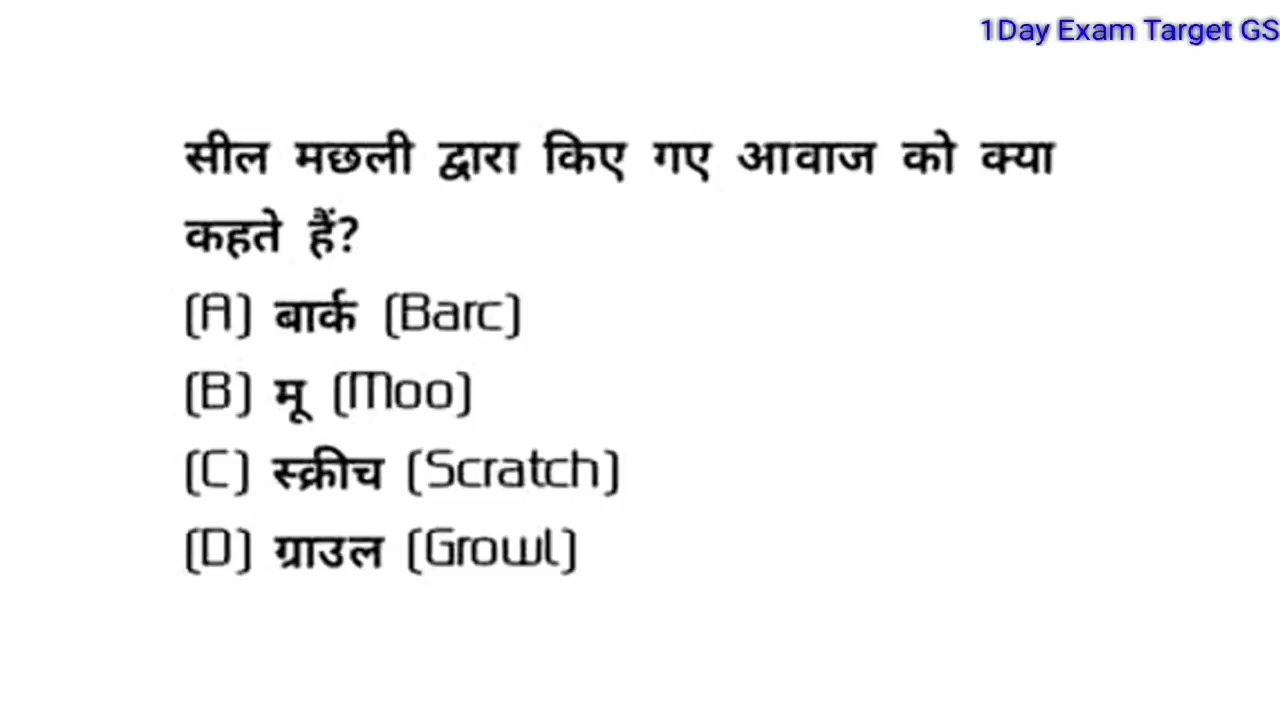 1Day Exam Target GS
सील मछली द्वारा किए गए आवाज को क्या
कहते हैं?
(A) बार्क (Barc)
(B) मू (Moo)
(C) स्क्रीच (Scratch)
(D) ग्राउल (Growl)